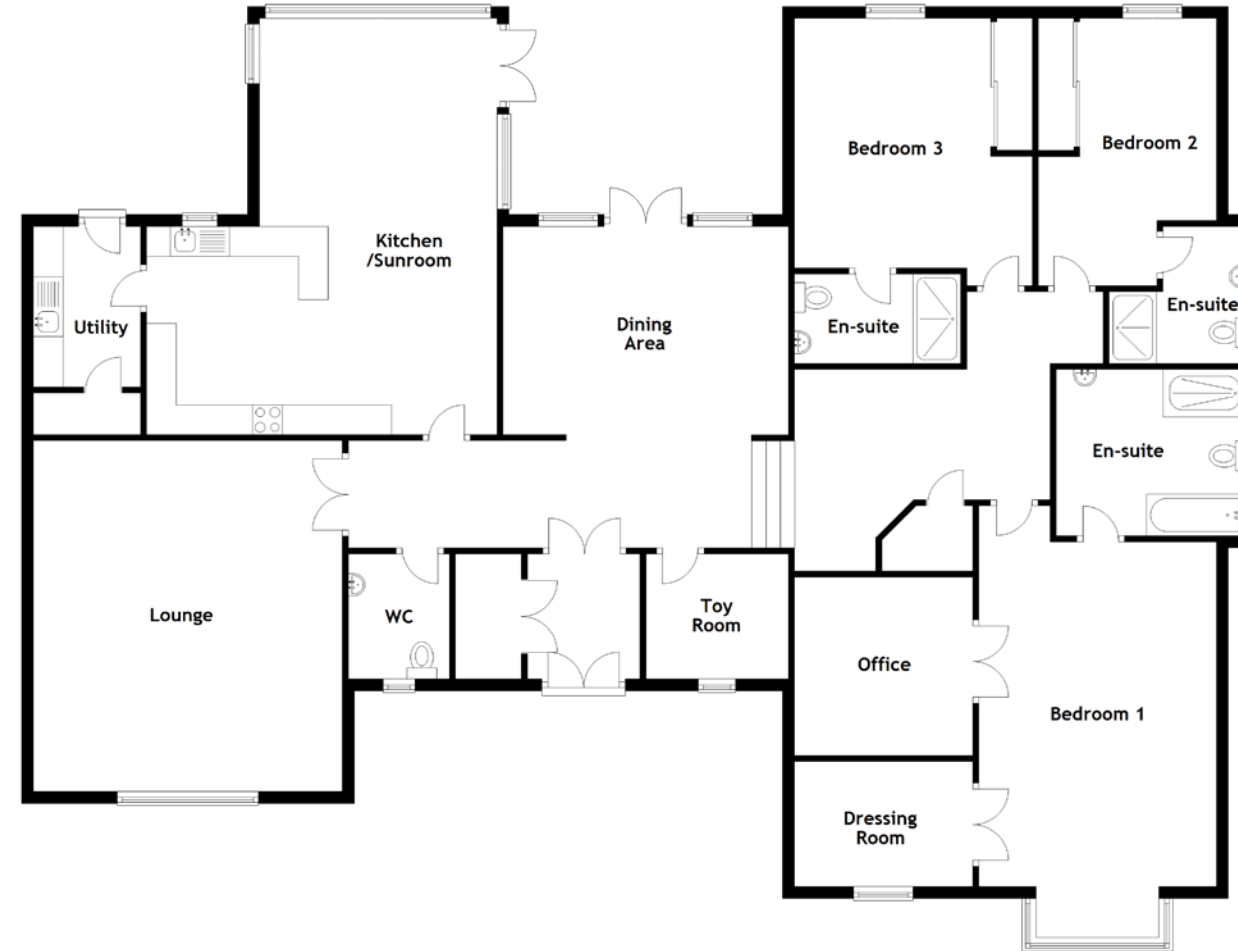 Bedroom 3
Bedroom 2
Kitchen
/Sunroom
Utility
Dining
Area
En-suite
En-suite
En-suite
Lounge
WC
Toy
Room
Office
Bedroom 1
Dressing
Room